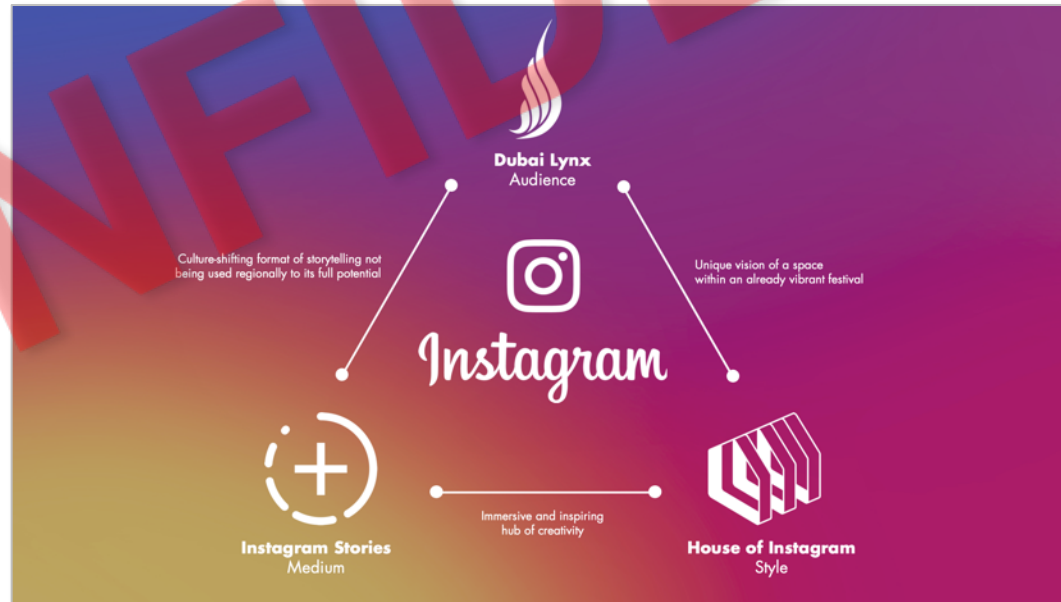 NFIDE
Dubai Lynx
Audience
Culture-shifting format of storytelling not
being used regionally to its full potential
Unique vision of a space
within an already vibrant festival
Instagram
Immersive and inspiring
hub of creativity
Instagram Stories
Medium
House of Instagram
Style